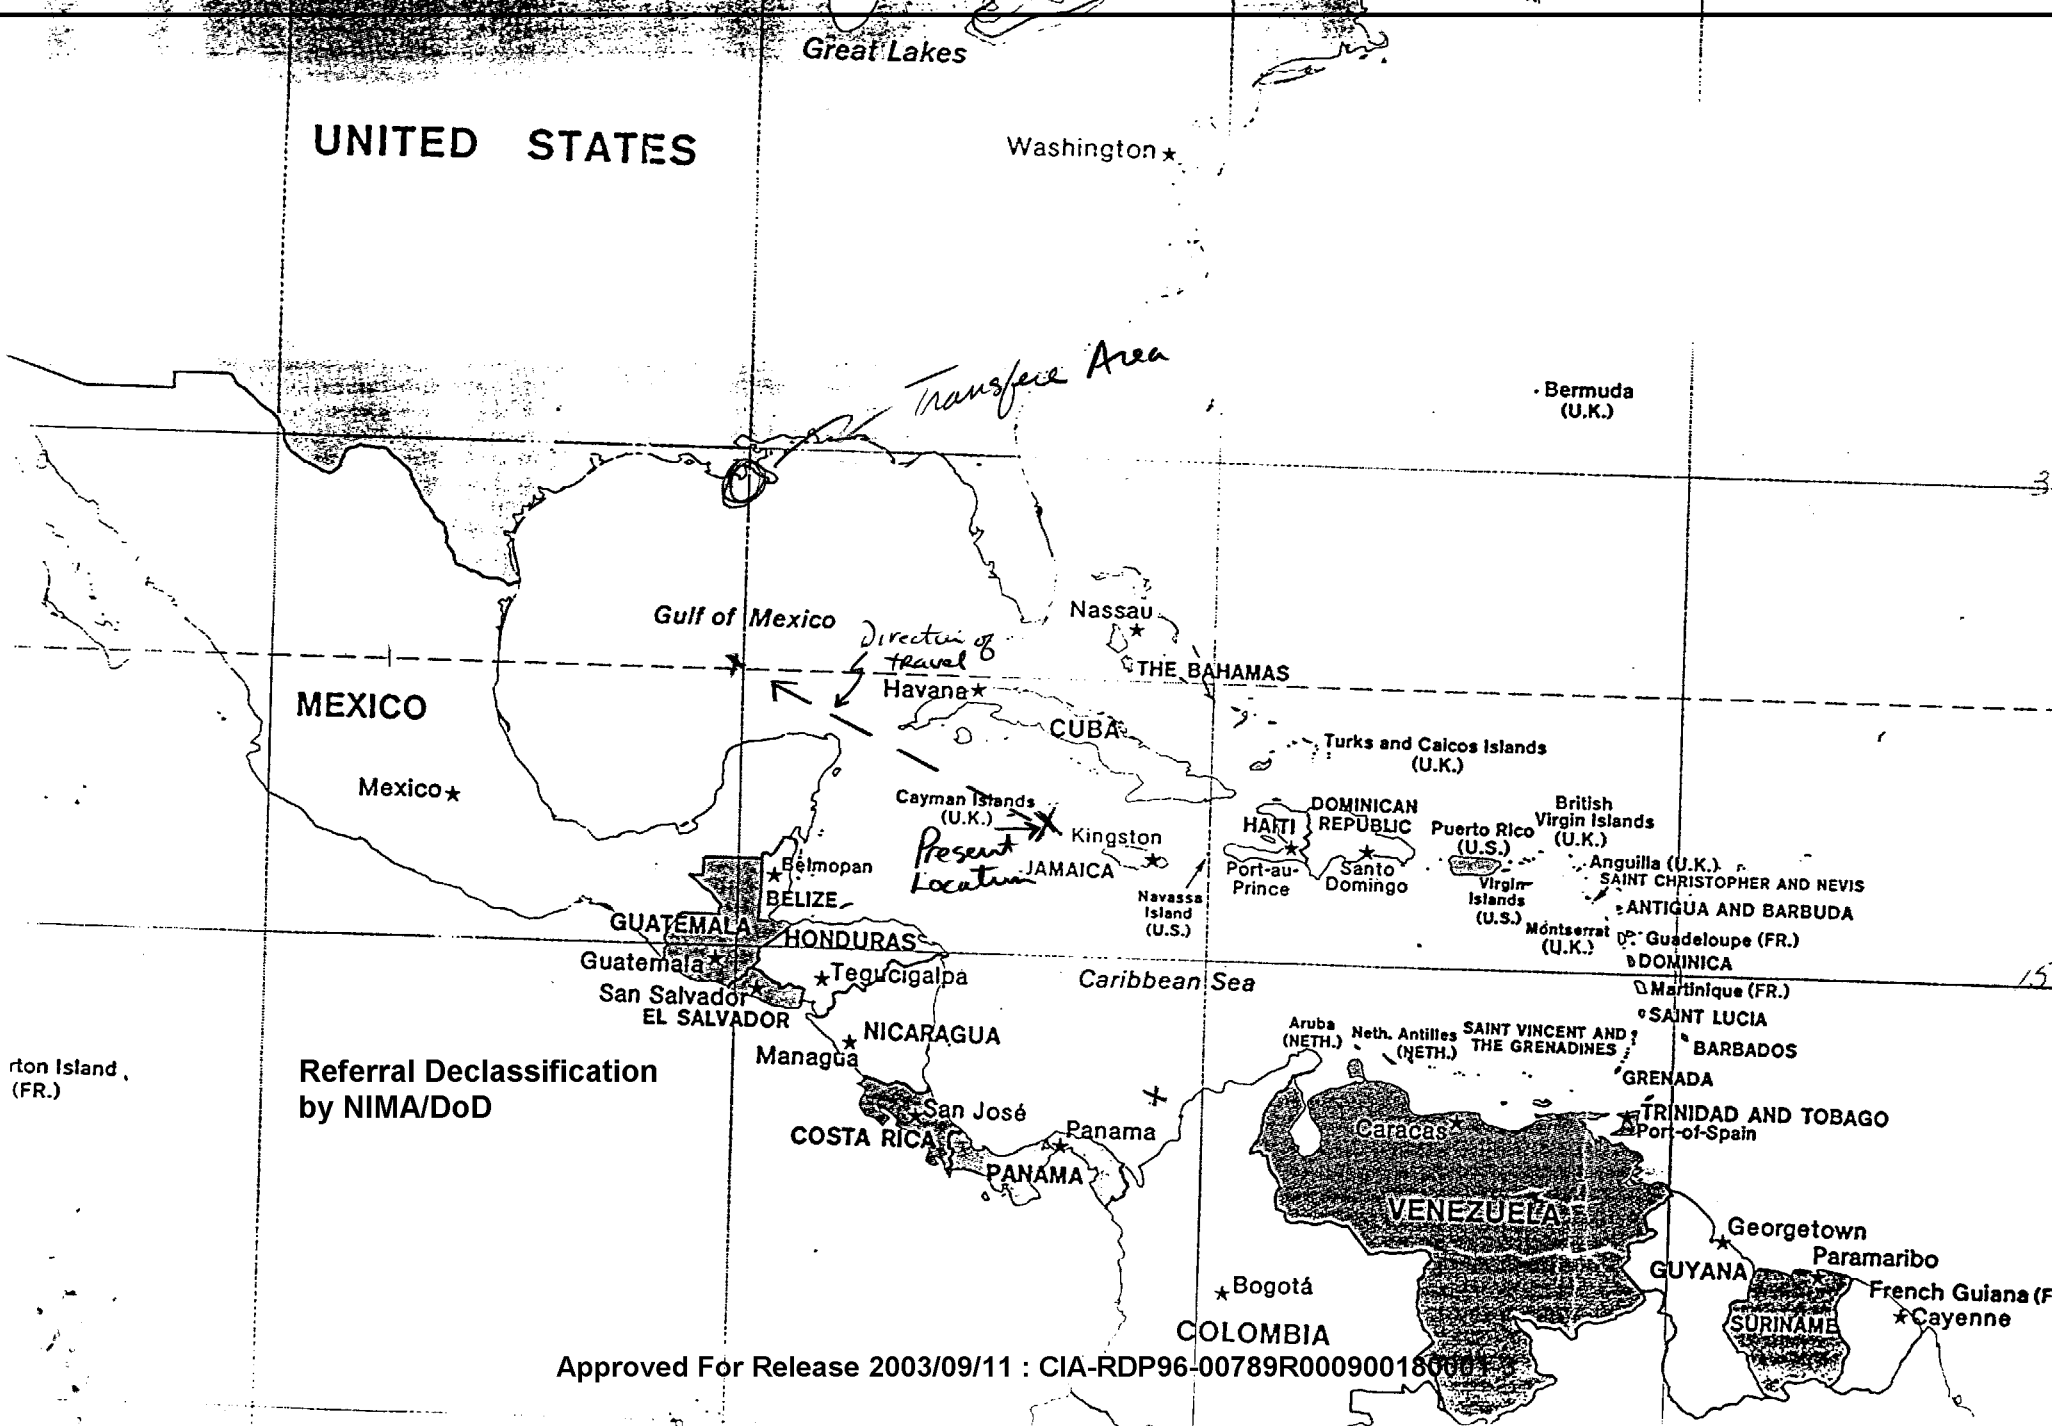 Great Lakes
UNITED STATES
Washington
Transfere Area
Bermuda
(U.K.)
3
Gulf of Mexico
Direction of
travel
Nassau
THE BAHAMAS
Havana
MEXICO
CUBA
Turks and Caicos Islands
(U.K.)
Mexico
Cayman Islands
(U.K.)
Present
Location
Kingston
JAMAICA
HAITI
Port-au-
Prince
DOMINICAN
REPUBLIC
Santo
Domingo
Puerto Rico
(U.S.)
British
Virgin Islands
(U.K.)
Virgin
Islands
(U.S.)
Anguilla (U.K.)
SAINT CHRISTOPHER AND NEVIS
ANTIGUA AND BARBUDA
Montserrat
(U.K.)
Guadeloupe (FR.)
DOMINICA
Martinique (FR.)
SAINT LUCIA
BARBADOS
Navassa
Island
(U.S.)
Belmopan
BELIZE
GUATEMALA
HONDURAS
Guatemala
Tegucigalpa
San Salvador
EL SALVADOR
Caribbean Sea
15
NICARAGUA
Managua
Aruba
(NETH.)
Neth. Antilles
(NETH.)
SAINT VINCENT AND
THE GRENADINES
GRENADA
rton Island
(FR.)
Referral Declassification
by NIMA/DoD
San José
COSTA RICA
Panama
PANAMA
Caracas
TRINIDAD AND TOBAGO
Port-of-Spain
VENEZUELA
Georgetown
GUYANA
Paramaribo
SURINAME
French Guiana (F
Cayenne
Bogotá
COLOMBIA
Approved For Release 2003/09/11 : CIA-RDP96-00789R000900180001-3